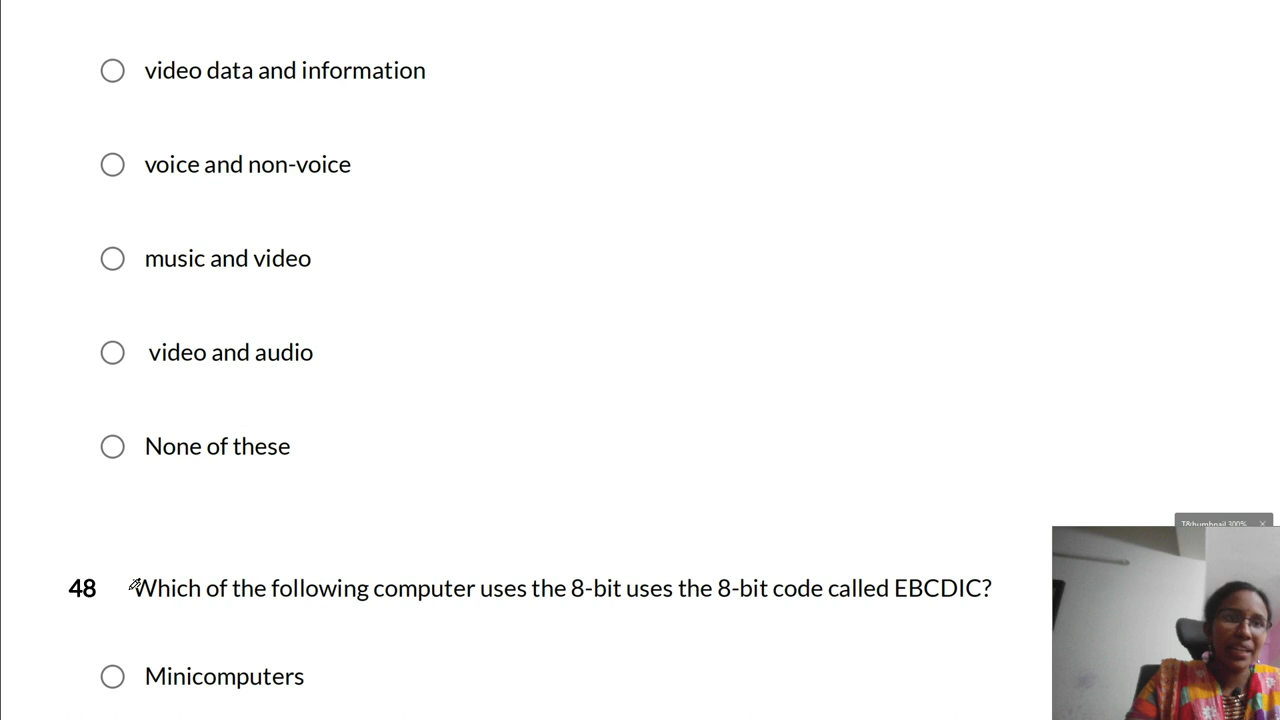 video data and information
voice and non-voice
music and video
video and audio
None of these
48 Which of the following computer uses the 8-bit uses the 8-bit code called EBCDIC?
Minicomputers